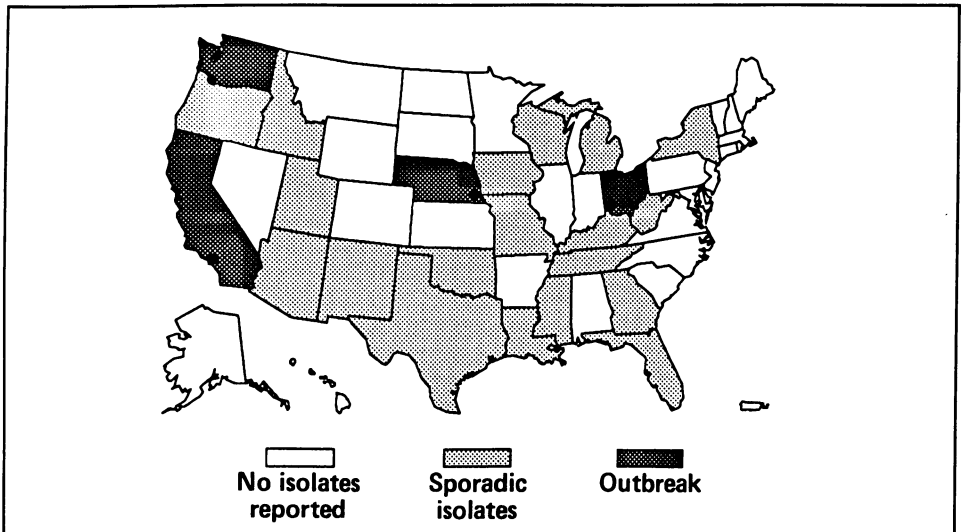 No isolates
reported
Sporadic
isolates
Outbreak